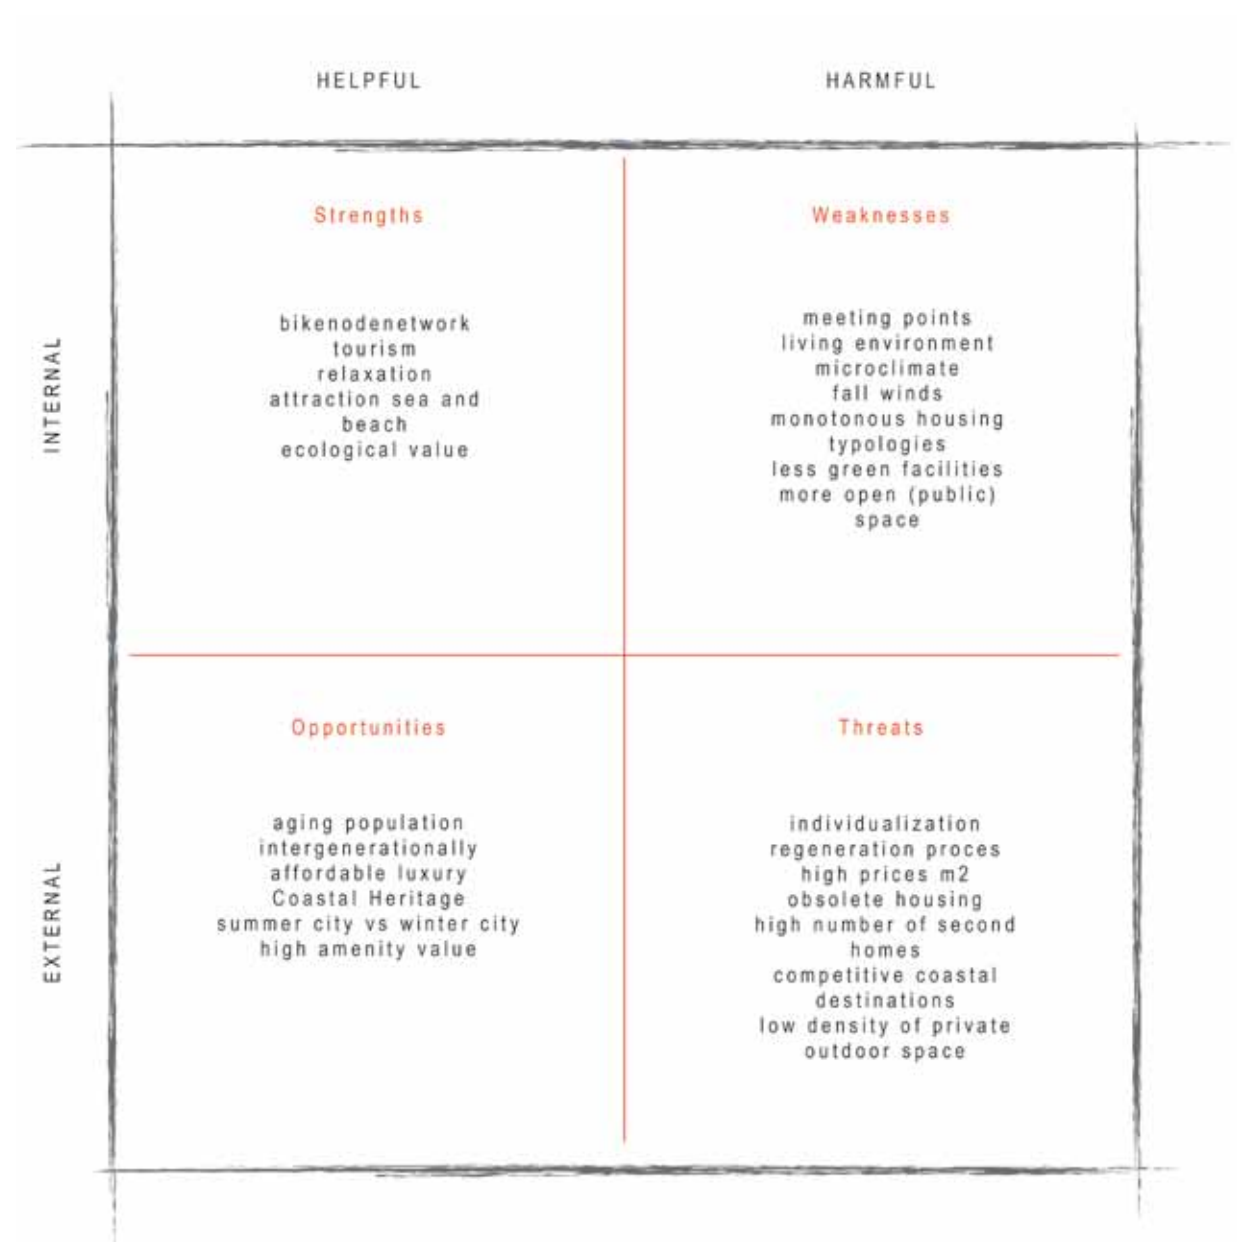 HELPFUL
HARMFUL
INTERNAL
Strengths
bikenodenetwork
tourism
relaxation
attraction sea and
beach
ecological value
Weaknesses
meeting points
living environment
microclimate
fall winds
monotonous housing
typologies
less green facilities
more open (public)
space
EXTERNAL
Opportunities
aging population
intergenerationally
affordable luxury
Coastal Heritage
summer city vs winter city
high amenity value
Threats
individualization
regeneration proces
high prices m2
obsolete housing
high number of second
homes
competitive coastal
destinations
low density of private
outdoor space